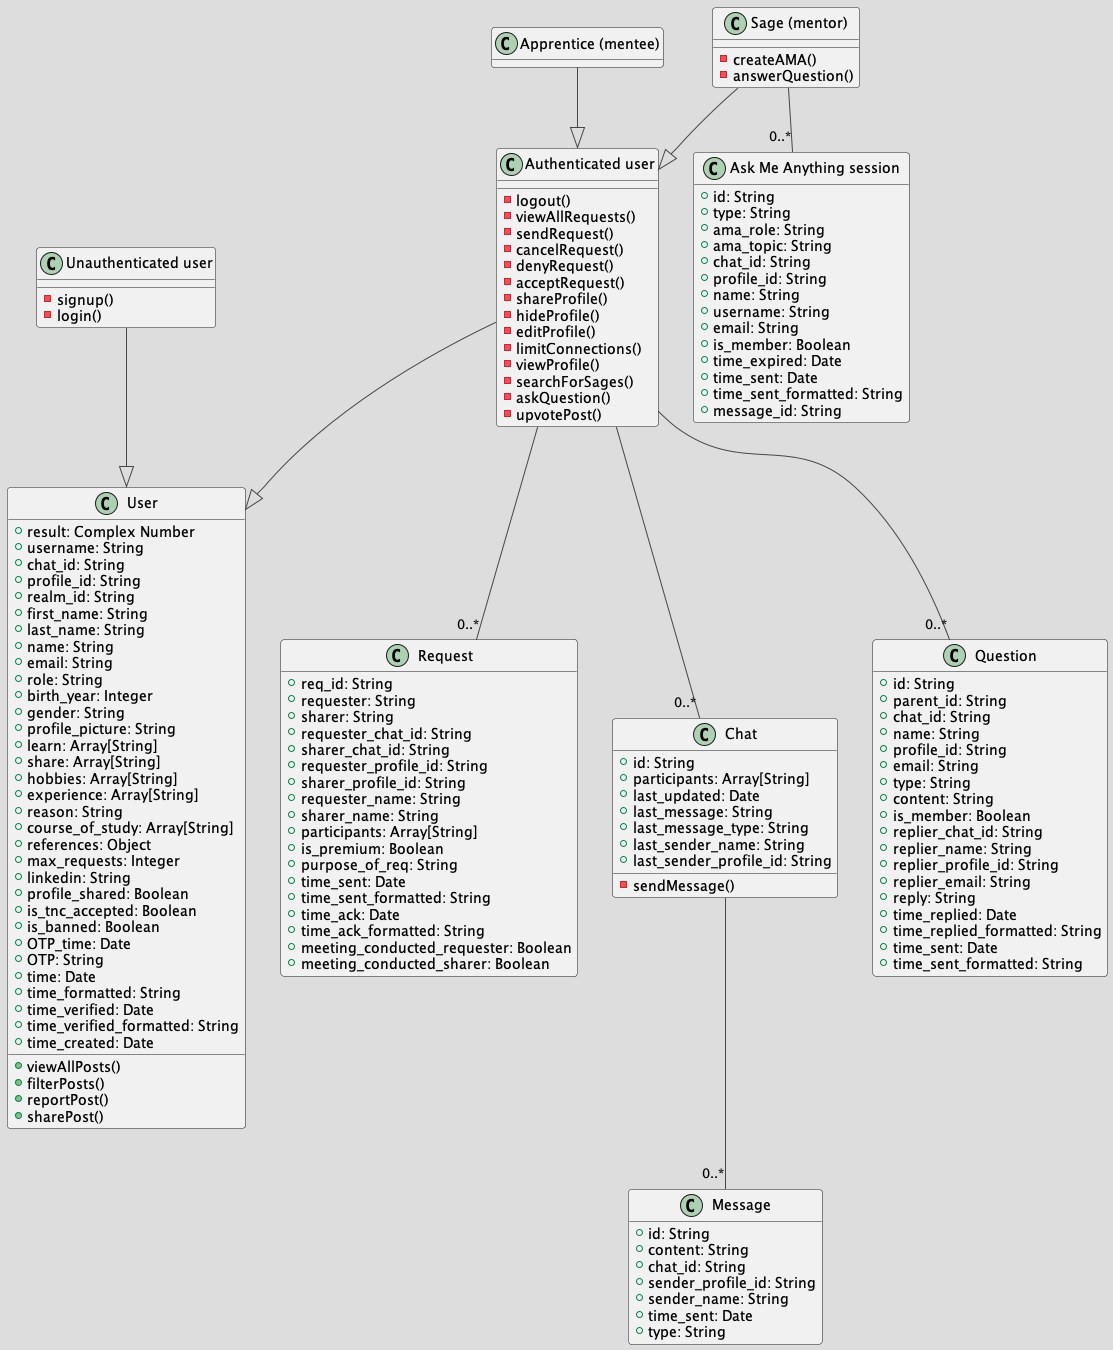 C Apprentice (mentee)
C Sage (mentor)
createAMA()
answerQuestion()
0..*
C Authenticated user
logout()
viewAllRequests()
sendRequest()
cancelRequest()
denyRequest()
acceptRequest()
shareProfile()
hideProfile()
editProfile()
limitConnections()
viewProfile()
searchForSages()
askQuestion()
upvotePost()
C Ask Me Anything session
id: String
type: String
ama_role: String
ama_topic: String
chat_id: String
profile_id: String
name: String
username: String
email: String
is_member: Boolean
time_expired: Date
time_sent: Date
time_sent_formatted: String
message_id: String
C Unauthenticated user
signup()
login()
C User
result: Complex Number
username: String
chat_id: String
profile_id: String
realm_id: String
first_name: String
last_name: String
name: String
email: String
role: String
birth_year: Integer
gender: String
profile_picture: String
learn: Array[String]
share: Array[String]
hobbies: Array[String]
experience: Array[String]
reason: String
course_of_study: Array[String]
references: Object
max_requests: Integer
linkedin: String
profile_shared: Boolean
is_tnc_accepted: Boolean
is_banned: Boolean
OTP_time: Date
OTP: String
time: Date
time_formatted: String
time_verified: Date
time_verified_formatted: String
time_created: Date
viewAllPosts()
filterPosts()
reportPost()
sharePost()
0..*
C Request
req_id: String
requester: String
sharer: String
requester_chat_id: String
sharer_chat_id: String
requester_profile_id: String
sharer_profile_id: String
requester_name: String
sharer_name: String
participants: Array[String]
is_premium: Boolean
purpose_of_req: String
time_sent: Date
time_sent_formatted: String
time_ack: Date
time_ack_formatted: String
meeting_conducted_requester: Boolean
meeting_conducted_sharer: Boolean
0..*
C Chat
id: String
participants: Array[String]
last_updated: Date
last_message: String
last_message_type: String
last_sender_name: String
last_sender_profile_id: String
sendMessage()
0..*
C Question
id: String
parent_id: String
chat_id: String
name: String
profile_id: String
email: String
type: String
content: String
is_member: Boolean
replier_chat_id: String
replier_name: String
replier_profile_id: String
replier_email: String
reply: String
time_replied: Date
time_replied_formatted: String
time_sent: Date
time_sent_formatted: String
0..*
C Message
id: String
content: String
chat_id: String
sender_profile_id: String
sender_name: String
time_sent: Date
type: String